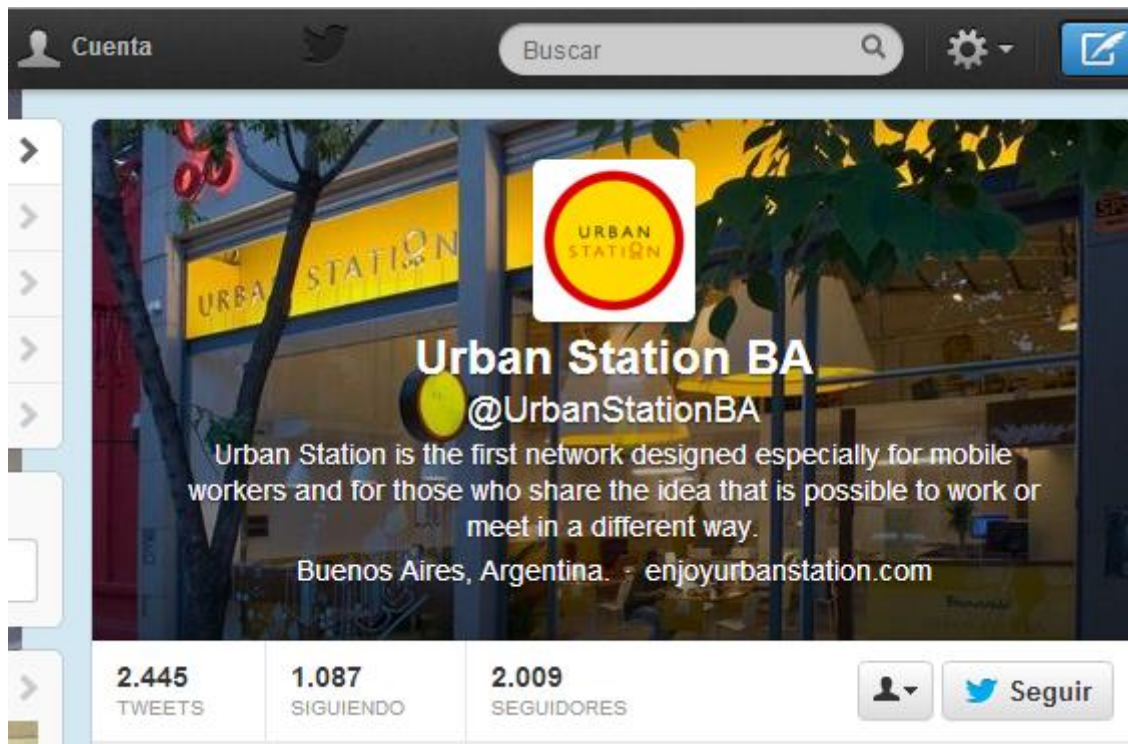 Cuenta
Buscar
URBAN STATION
URBAN
STATION
Urban Station BA
@UrbanStationBA
Urban Station is the first network designed especially for mobile
workers and for those who share the idea that is possible to work or
meet in a different way.
Buenos Aires, Argentina. - enjoyurbanstation.com
2.445 1.087 2.009
TWEETS SIGUIENDO SEGUIDORES
Seguir